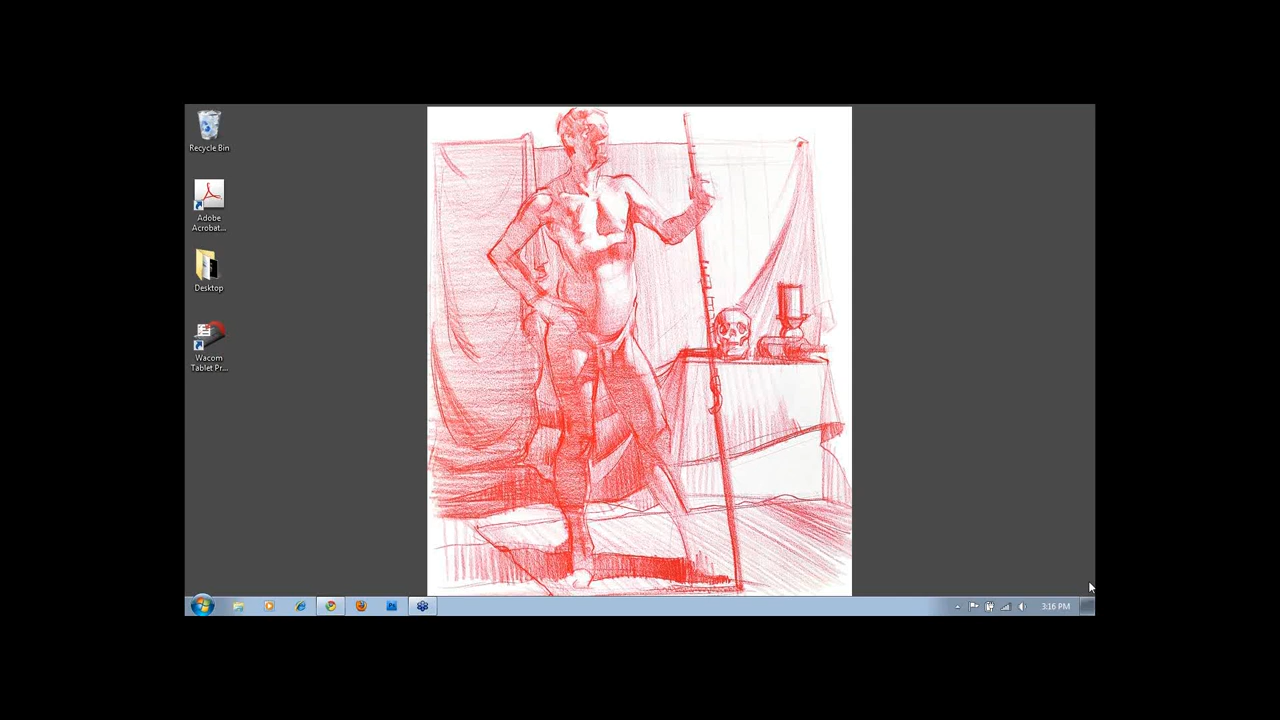 Recycle Bin
Adobe
Acrobat...
Desktop
Wacom
Tablet Pr...
3:16 PM